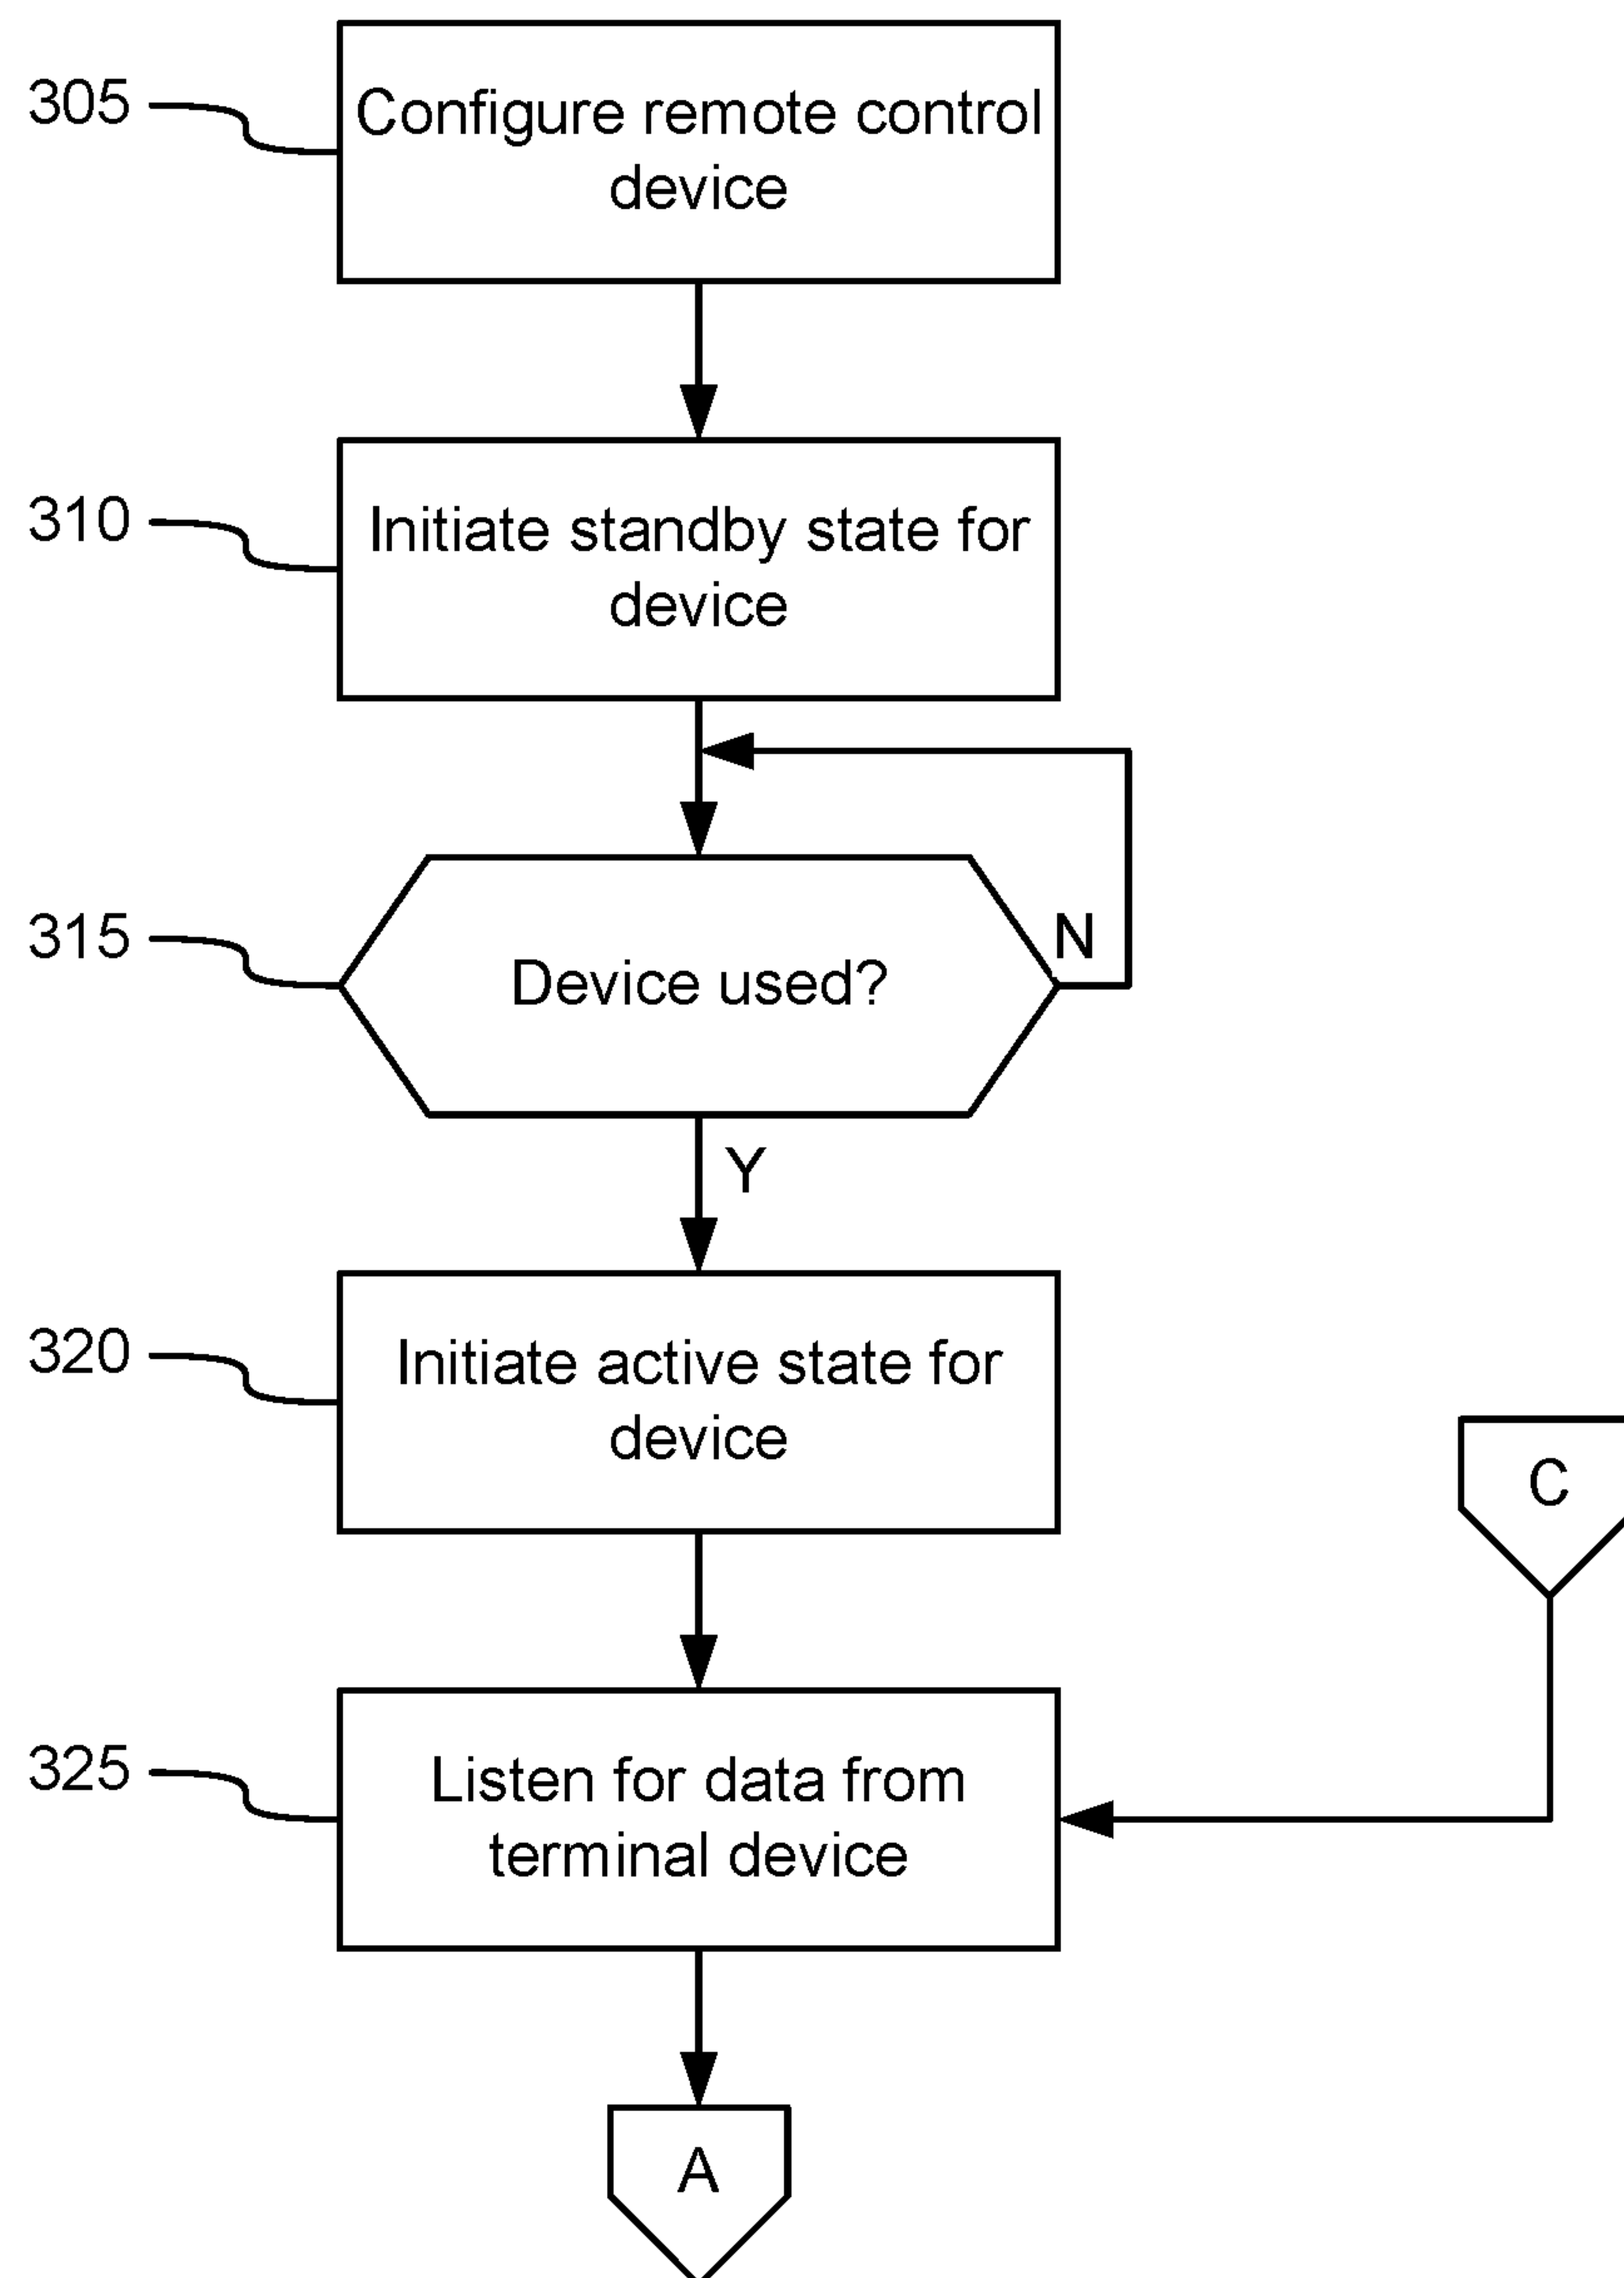 305
Configure remote control
device
310
Initiate standby state for
device
315
Device used?
N
Y
320
Initiate active state for
device
C
325
Listen for data from
terminal device
A